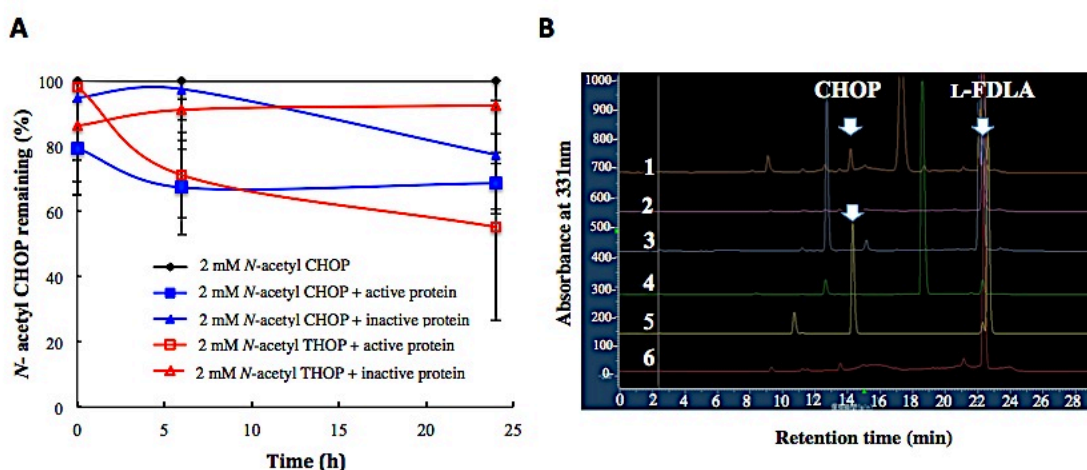 A
N- acetyl CHOP remaining (%)
100
80
60
40
20
0
0 5 10 15 20 25
Time (h)
2 mM N-acetyl CHOP
2 mM N-acetyl CHOP + active protein
2 mM N-acetyl CHOP + inactive protein
2 mM N-acetyl THOP + active protein
2 mM N-acetyl THOP + inactive protein
B
Absorbance at 331nm
1000
900
800
700
600
500
400
300
200
100
0
CHOP L-FDLA
1
2
3
4
5
6
0 2 4 6 8 10 12 14 16 18 20 22 24 26 28
Retention time (min)